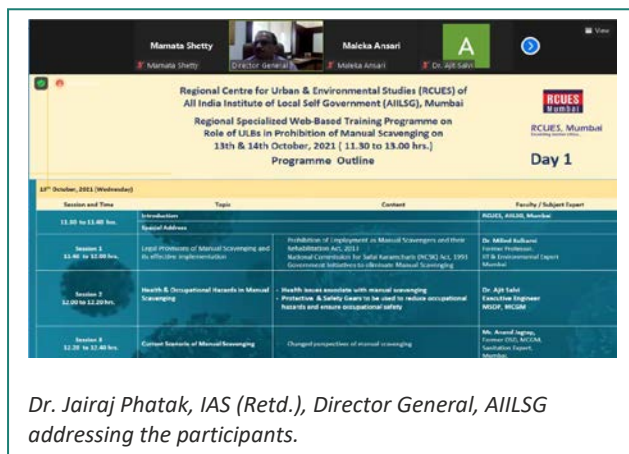 View
Mamata Shetty
Maleka Ansari
A
Mamata Shetty
Director General
Maleka Ansari
Dr. Ajit Salvi
Regional Centre for Urban & Environmental Studies (RCUES) of
All India Institute of Local Self Government (AIILSG), Mumbai
RCUES
Mumbai
Regional Specialized Web-Based Training Programme on
Role of ULBs in Prohibition of Manual Scavenging on
13th & 14th October, 2021 ( 11.30 to 13.00 hrs.)
Programme Outline
RCUES, Mumbai
Day 1
13th October, 2021 (Wednesday)
Session and Time
Topic
Content
Faculty / Subject Expert
11.30 to 11.40 hrs.
Introduction
RCUES, AIILSG, Mumbai
Special Address
Session 1
11.40 to 12.00 hrs.
Legal Provisions of Manual Scavenging and
its effective implementation
Prohibition of Employment as Manual Scavengers and their
Rehabilitation Act, 2013
National Commission for Safai Karamcharis (NCSK) Act, 1993
Government Initiatives to eliminate Manual Scavenging
Dr. Milind Kulkarni
Former Professor,
IIT & Environmental Expert
Mumbai
Session 2
12.00 to 12.20 hrs.
Health & Occupational Hazards in Manual
Scavenging
- Health issues associate with manual scavenging
- Protective & Safety Gears to be used to reduce occupational
hazards and ensure occupational safety
Dr. Ajit Salvi
Executive Engineer
MSDP, MCGM
Session 3
12.20 to 12.40 hrs.
Current Scenario of Manual Scavenging
Changed perspectives of manual scavenging
Mr. Anand Jagtap,
Former OSD, MCGM,
Sanitation Expert,
Mumbai
Dr. Jairaj Phatak, IAS (Retd.), Director General, AIILSG
addressing the participants.